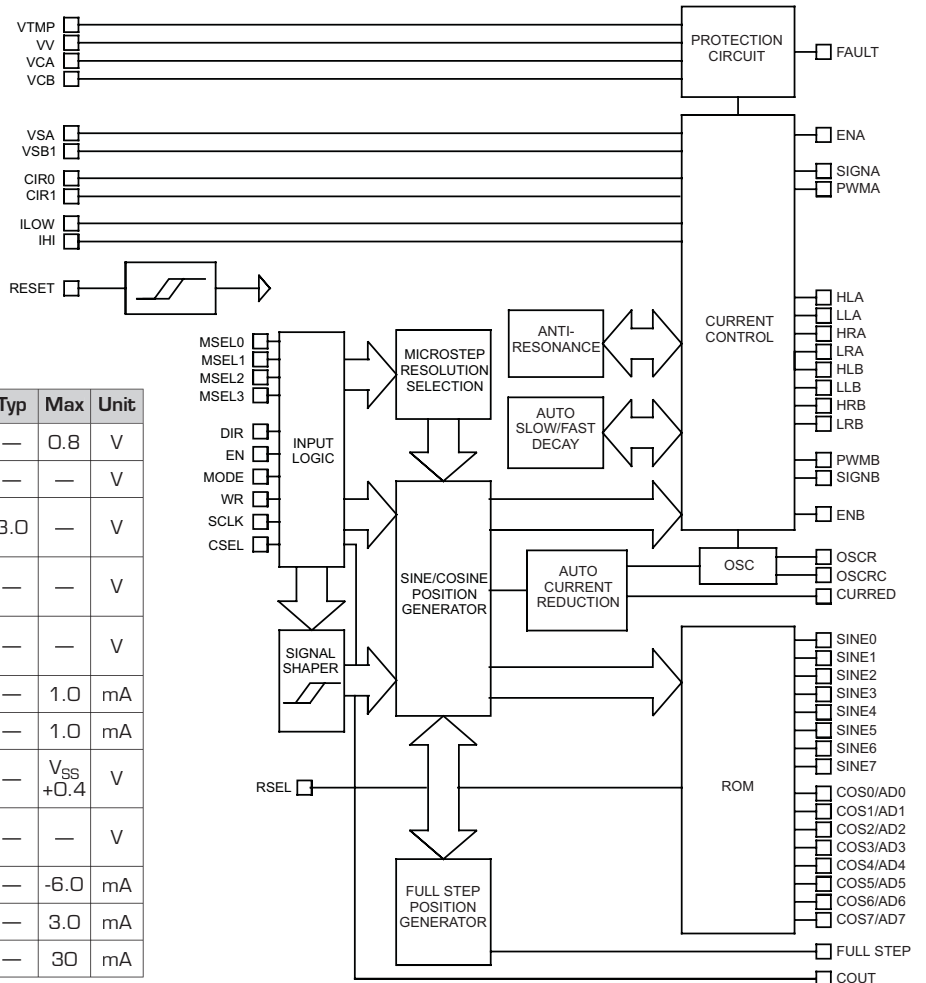 VTMP
VV
VCA
VCB
PROTECTION
CIRCUIT
FAULT
VSA
VSB1
CIR0
CIR1
ILOW
IHI
RESET
ENA
SIGNA
PWMA
HLA
LLA
HRA
LRA
HLB
LLB
HRB
LRB
PWMB
SIGNB
ENB
CURRENT
CONTROL
ANTI-
RESONANCE
AUTO
SLOW/FAST
DECAY
MSEL0
MSEL1
MSEL2
MSEL3
DIR
EN
MODE
WR
SCLK
CSEL
INPUT
LOGIC
MICROSTEP
RESOLUTION
SELECTION
SINE/COSINE
POSITION
GENERATOR
SIGNAL
SHAPER
AUTO
CURRENT
REDUCTION
OSC
OSCR
OSCRC
CURRED
RSEL
ROM
SINE0
SINE1
SINE2
SINE3
SINE4
SINE5
SINE6
SINE7
COS0/AD0
COS1/AD1
COS2/AD2
COS3/AD3
COS4/AD4
COS5/AD5
COS6/AD6
COS7/AD7
FULL STEP
POSITION
GENERATOR
FULL STEP
COUT
Typ Max Unit
— 0.8 V
— — V
3.0 — V
— — V
— — V
— 1.0 mA
— 1.0 mA
— VSS +0.4 V
— — V
— -6.0 mA
— 3.0 mA
— 30 mA